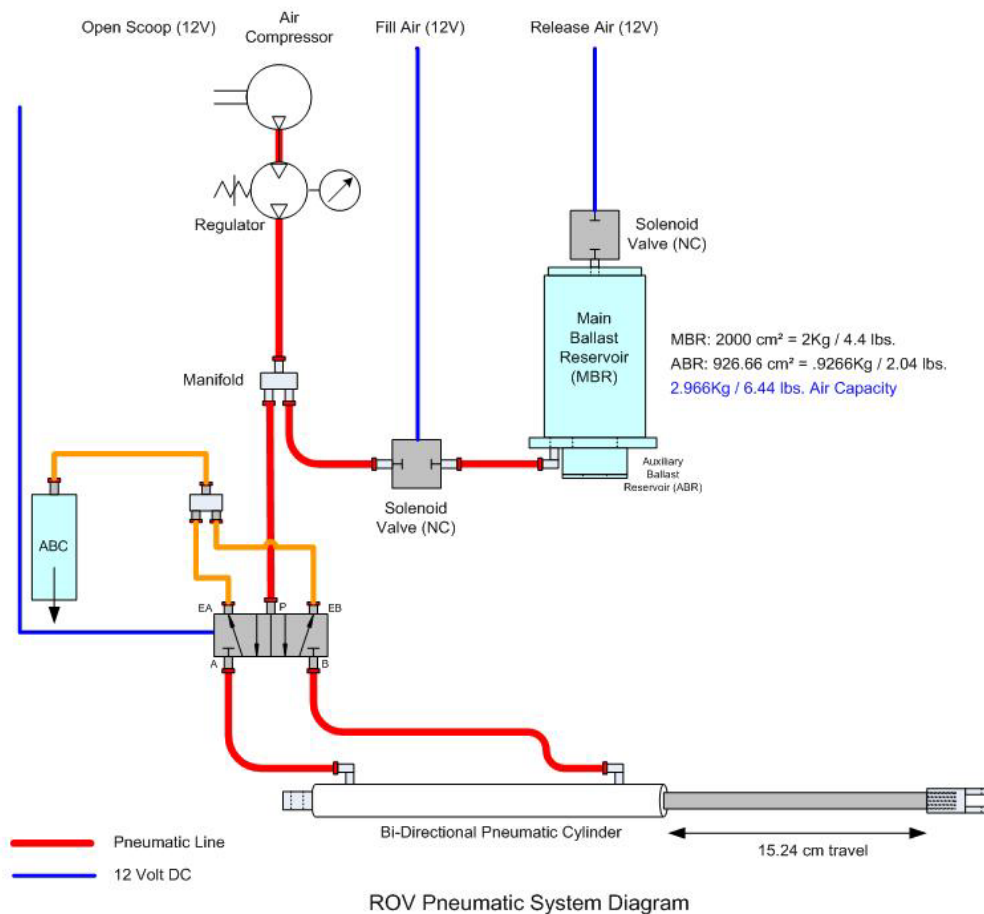 Open Scoop (12V)
Air
Compressor
Fill Air (12V)
Release Air (12V)
Regulator
Solenoid
Valve (NC)
Main
Ballast
Reservoir
(MBR)
MBR: 2000 cm² = 2Kg / 4.4 lbs.
ABR: 926.66 cm² = .9266Kg / 2.04 lbs.
2.966Kg / 6.44 lbs. Air Capacity
Manifold
Auxiliary
Ballast
Reservoir (ABR)
Solenoid
Valve (NC)
ABC
EA
P
EB
A
B
Bi-Directional Pneumatic Cylinder
15.24 cm travel
Pneumatic Line
12 Volt DC
ROV Pneumatic System Diagram